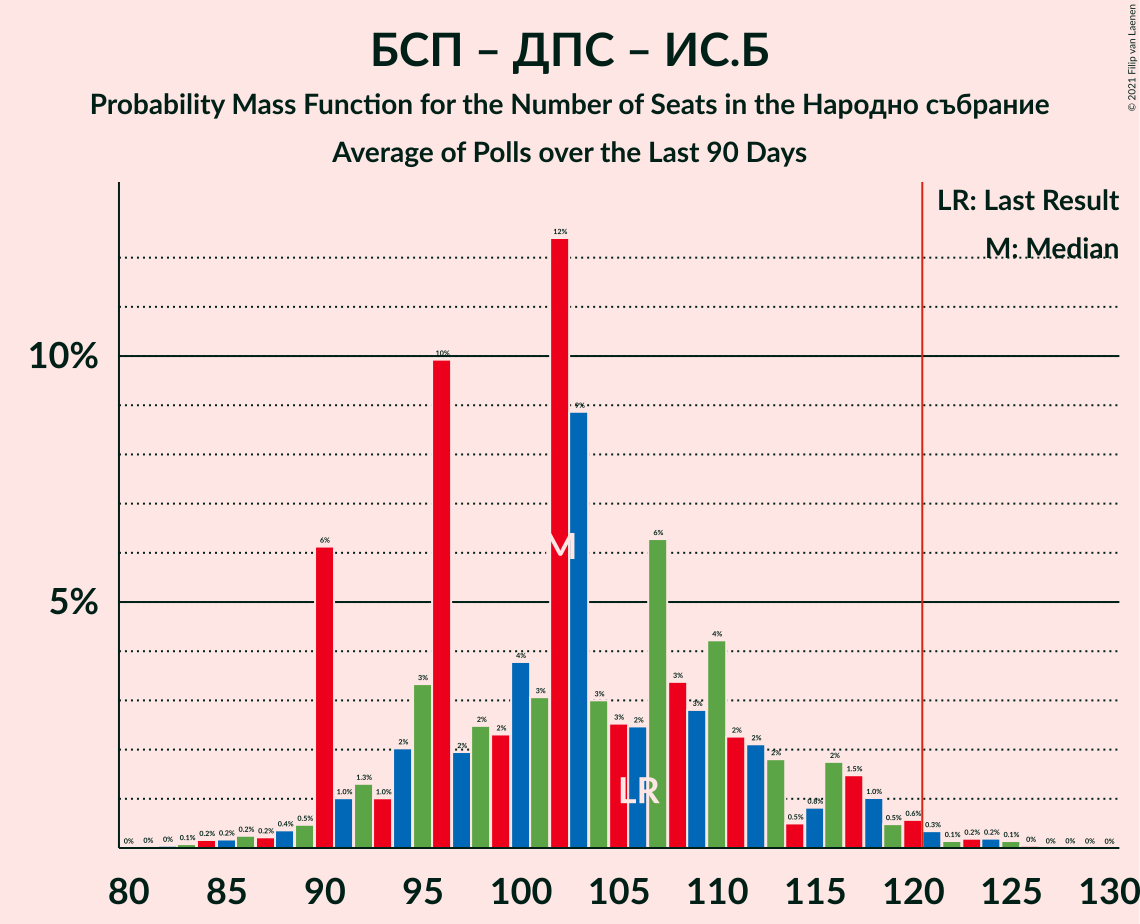 БСП – ДПС – ИС.Б
Probability Mass Function for the Number of Seats in the Народно събрание
Average of Polls over the Last 90 Days
© 2021 Filip van Laenen
LR: Last Result
M: Median
10%
5%
0% 0% 0% 0.1% 0.2% 0.2% 0.2% 0.2% 0.4% 0.5% 6% 1.0% 1.3% 1.0% 2% 3% 10% 2% 2% 2% 4% 3% 12% 9% 3% 3% 2% 6% 3% 3% 4% 2% 2% 2% 0.5% 0.8% 2% 1.5% 1.0% 0.5% 0.6% 0.3% 0.1% 0.2% 0.2% 0.1% 0% 0% 0% 0% 0%
M
LR
80 85 90 95 100 105 110 115 120 125 130